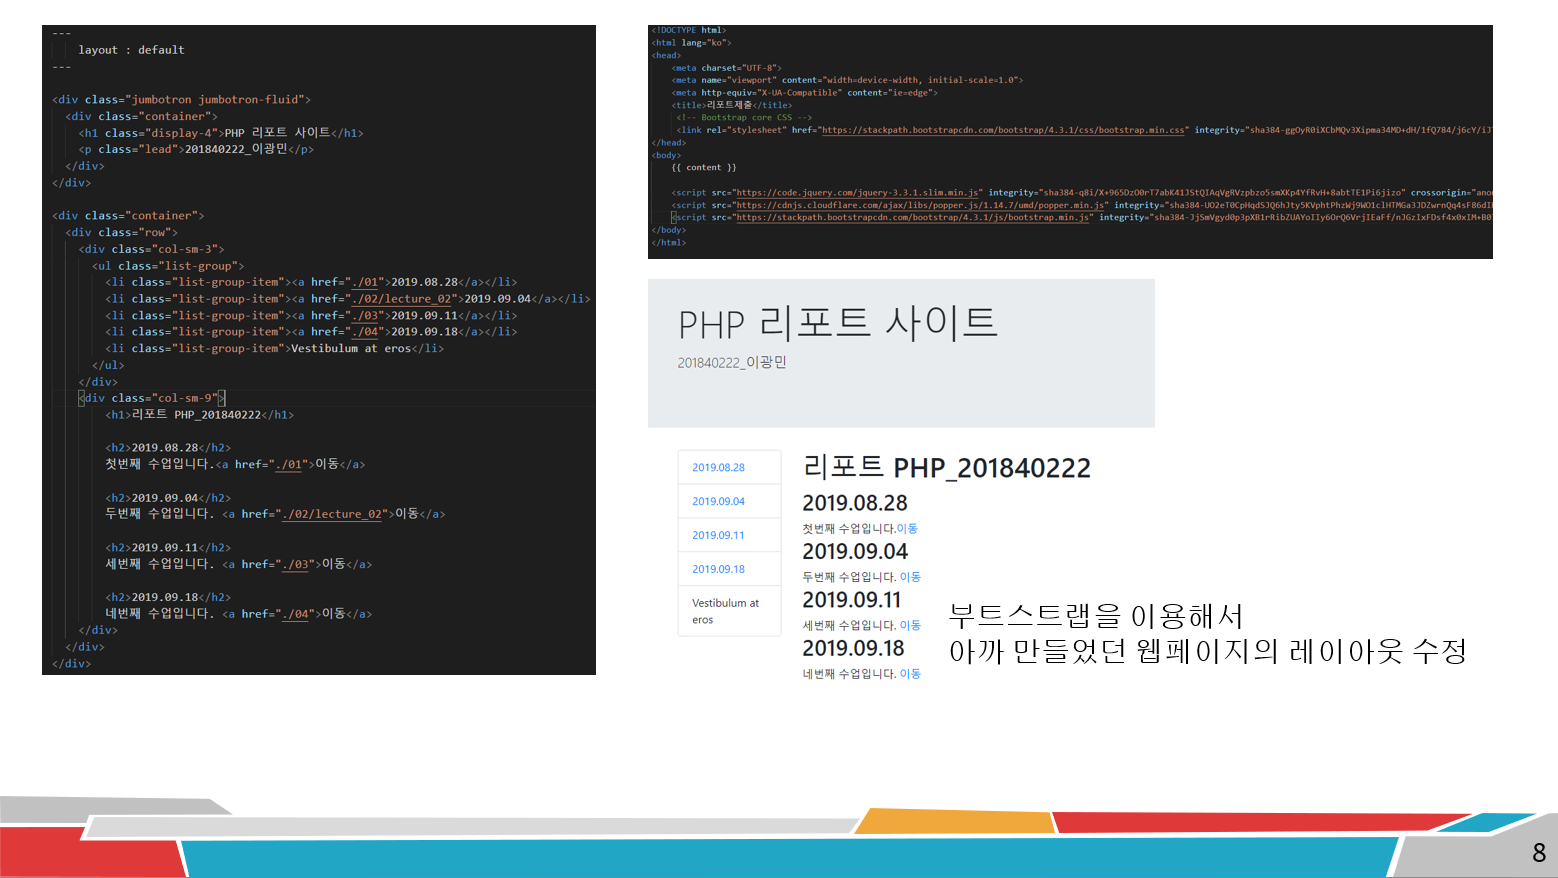 ---
layout : default
---
<div class="jumbotron jumbotron-fluid">
<div class="container">
<h1 class="display-4">PHP 리포트 사이트</h1>
<p class="lead">201840222_이광민</p>
</div>
</div>
<div class="container">
<div class="row">
<div class="col-sm-3">
<ul class="list-group">
<li class="list-group-item"><a href="./01">2019.08.28</a></li>
<li class="list-group-item"><a href="./02/lecture_02">2019.09.04</a></li>
<li class="list-group-item"><a href="./03">2019.09.11</a></li>
<li class="list-group-item"><a href="./04">2019.09.18</a></li>
<li class="list-group-item">Vestibulum at eros</li>
</ul>
</div>
<div class="col-sm-9">
<h1>리포트 PHP_201840222</h1>
<h2>2019.08.28</h2>
첫번째 수업입니다.<a href="./01">이동</a>
<h2>2019.09.04</h2>
두번째 수업입니다. <a href="./02/lecture_02">이동</a>
<h2>2019.09.11</h2>
세번째 수업입니다. <a href="./03">이동</a>
<h2>2019.09.18</h2>
네번째 수업입니다. <a href="./04">이동</a>
</div>
</div>
</div>
<!DOCTYPE html>
<html lang="ko">
<head>
<meta charset="UTF-8">
<meta name="viewport" content="width=device-width, initial-scale=1.0">
<meta http-equiv="X-UA-Compatible" content="ie=edge">
<title>리포트제출</title>
<!-- Bootstrap core CSS -->
<link rel="stylesheet" href="https://stackpath.bootstrapcdn.com/bootstrap/4.3.1/css/bootstrap.min.css" integrity="sha384-ggOyR0iXCbMQv3Xipma34MD+dH/1fQ784/j6cY/iJ
</head>
<body>
{{ content }}
<script src="https://code.jquery.com/jquery-3.3.1.slim.min.js" integrity="sha384-q8i/X+965DzO0rT7abK41JStQIAqVgRVzpbzo5smXKp4YfRvH+8abtTE1Pi6jizo" crossorigin="
<script src="https://cdnjs.cloudflare.com/ajax/libs/popper.js/1.14.7/umd/popper.min.js" integrity="sha384-UO2eT0CpHqdSJQ6hJty5KVphtPhzWj9WO1clHTMGa3JDZwrnQq4sF86dI
<script src="https://stackpath.bootstrapcdn.com/bootstrap/4.3.1/js/bootstrap.min.js" integrity="sha384-JjSmVgyd0p3pXB1rRibZUAYoIIy6OrQ6VrjIEaFf/nJGzIxFDsf4x0xIM+B0
</body>
</html>
PHP 리포트 사이트
201840222_이광민
2019.08.28
2019.09.04
2019.09.11
2019.09.18
Vestibulum at
eros
리포트 PHP_201840222
2019.08.28
첫번째 수업입니다.이동
2019.09.04
두번째 수업입니다. 이동
2019.09.11
세번째 수업입니다. 이동
2019.09.18
네번째 수업입니다. 이동
부트스트랩을 이용해서
아까 만들었던 웹페이지의 레이아웃 수정
8